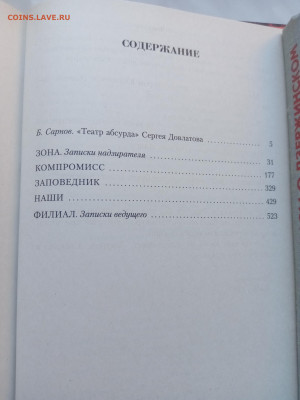 COINS.LAVE.RU
СОДЕРЖАНИЕ
Б. Сарнов. «Театр абсурда» Сергея Довлатова 5
ЗОНА. Записки надзирателя 31
КОМПРОМИСС 177
ЗАПОВЕДНИК 329
НАШИ 429
ФИЛИАЛ. Записки ведущего 523